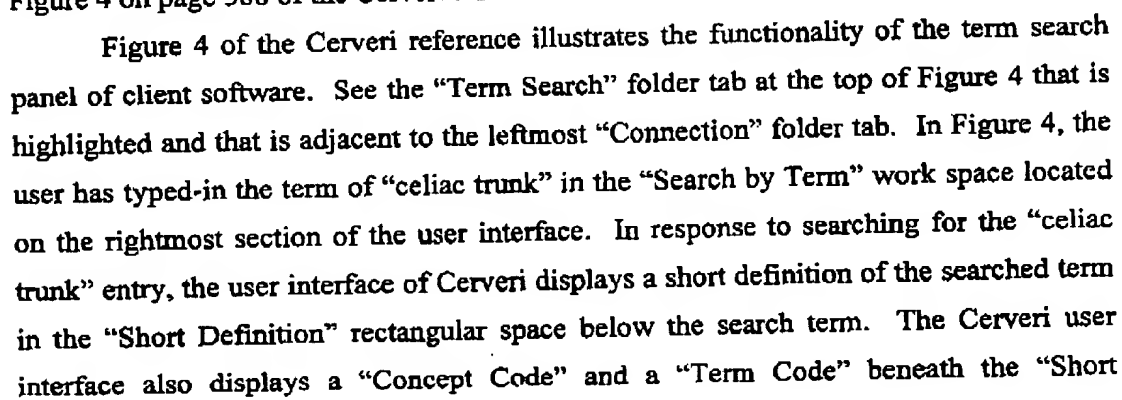 Figure 4 on page
Figure 4 of the Cerveri reference illustrates the functionality of the term search
panel of client software. See the “Term Search” folder tab at the top of Figure 4 that is
highlighted and that is adjacent to the leftmost “Connection” folder tab. In Figure 4, the
user has typed-in the term of “celiac trunk” in the “Search by Term” work space located
on the rightmost section of the user interface. In response to searching for the “celiac
trunk” entry, the user interface of Cerveri displays a short definition of the searched term
in the “Short Definition” rectangular space below the search term. The Cerveri user
interface also displays a “Concept Code” and a “Term Code” beneath the “Short